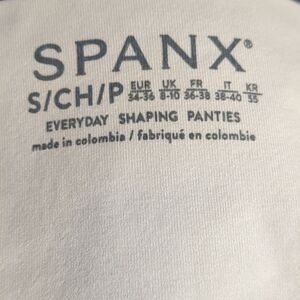 SPANX®
S/CH/P EUR 34-36 UK 8-10 FR 36-38 IT 38-40 KR 55
EVERYDAY SHAPING PANTIES
made in colombia / fabriqué en colombie